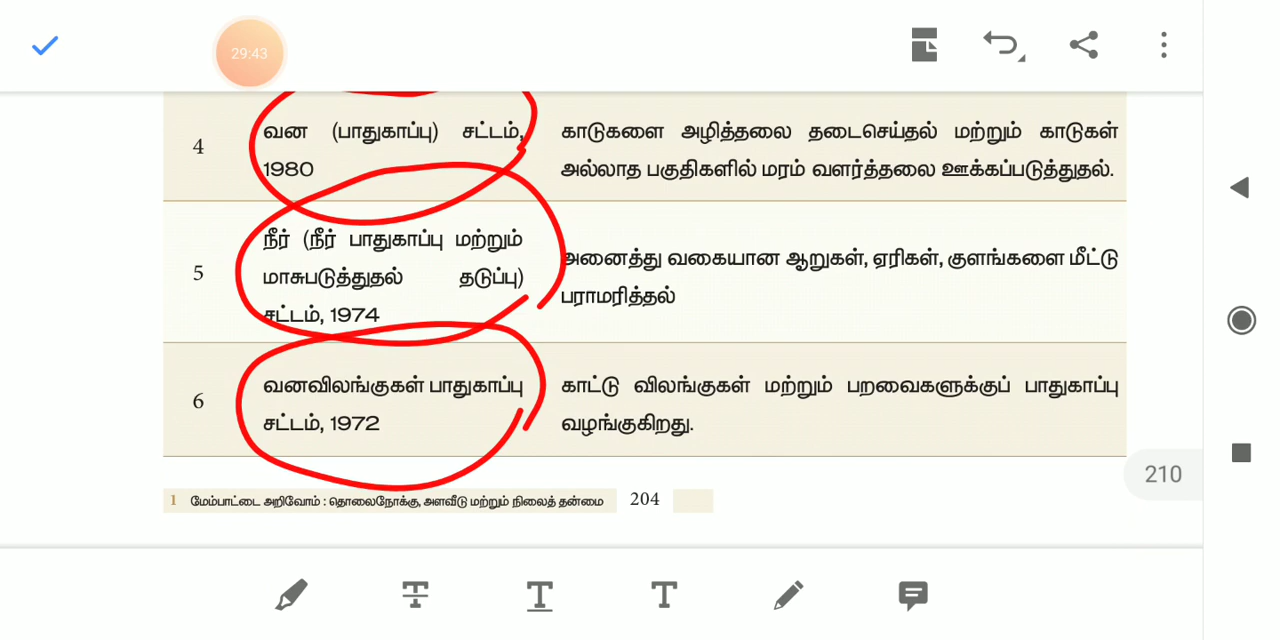 29:43
4 வன (பாதுகாப்பு) சட்டம், காடுகளை அழித்தலை தடைசெய்தல் மற்றும் காடுகள்
1980 அல்லாத பகுதிகளில் மரம் வளர்த்தலை ஊக்கப்படுத்துதல்.
5 நீர் (நீர் பாதுகாப்பு மற்றும் அனைத்து வகையான ஆறுகள், ஏரிகள், குளங்களை மீட்டு
மாசுபடுத்துதல் தடுப்பு) பராமரித்தல்
சட்டம், 1974
6 வனவிலங்குகள் பாதுகாப்பு காட்டு விலங்குகள் மற்றும் பறவைகளுக்குப் பாதுகாப்பு
சட்டம், 1972 வழங்குகிறது.
210
1 மேம்பாட்டை அறிவோம் : தொலைநோக்கு, அளவீடு மற்றும் நிலைத் தன்மை 204